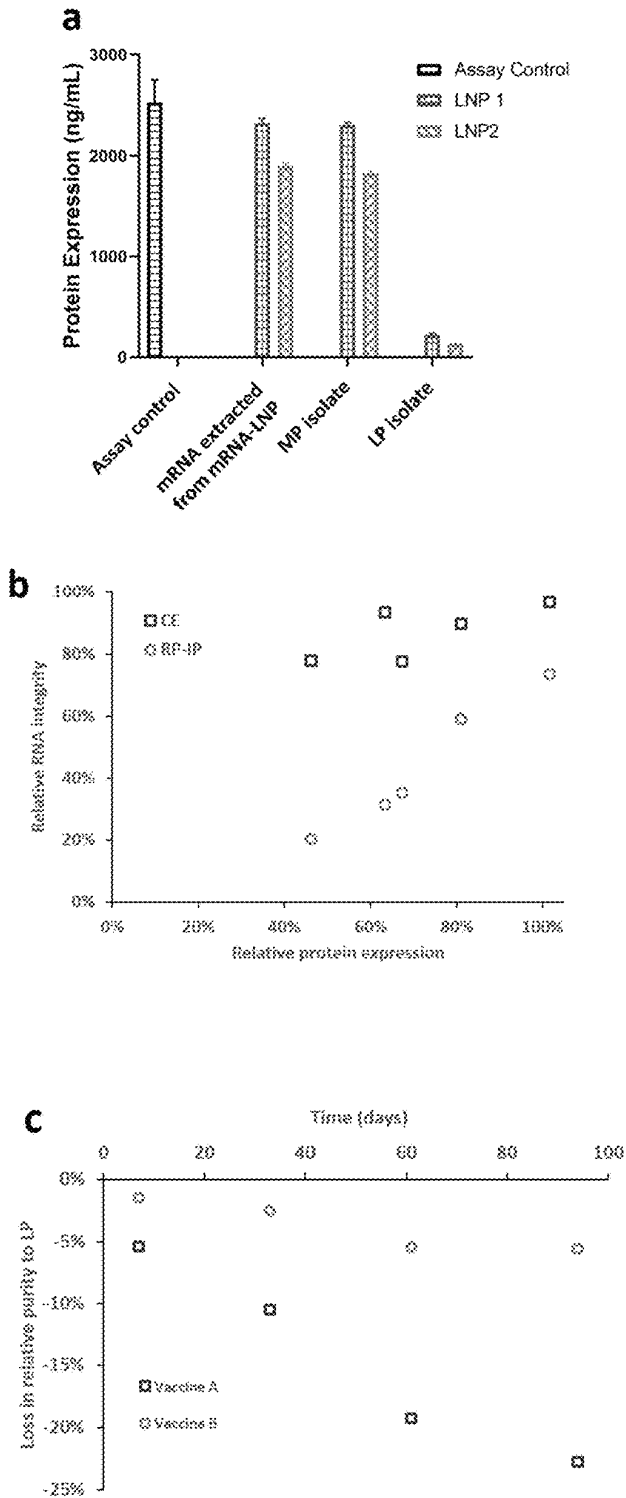 a
Protein Expression (ng/mL)
3000
2000
1000
0
Assay Control
LNP 1
LNP2
Assay control
mRNA extracted
from mRNA-LNP
MP isolate
LP isolate
b
Relative RNA integrity
100%
80%
60%
40%
20%
0%
CE
RP-IP
0% 20% 40% 60% 80% 100%
Relative protein expression
c
Time (days)
0 20 40 60 80 100
Loss in relative purity to LP
0%
-5%
-10%
-15%
-20%
-25%
Vaccine A
Vaccine B